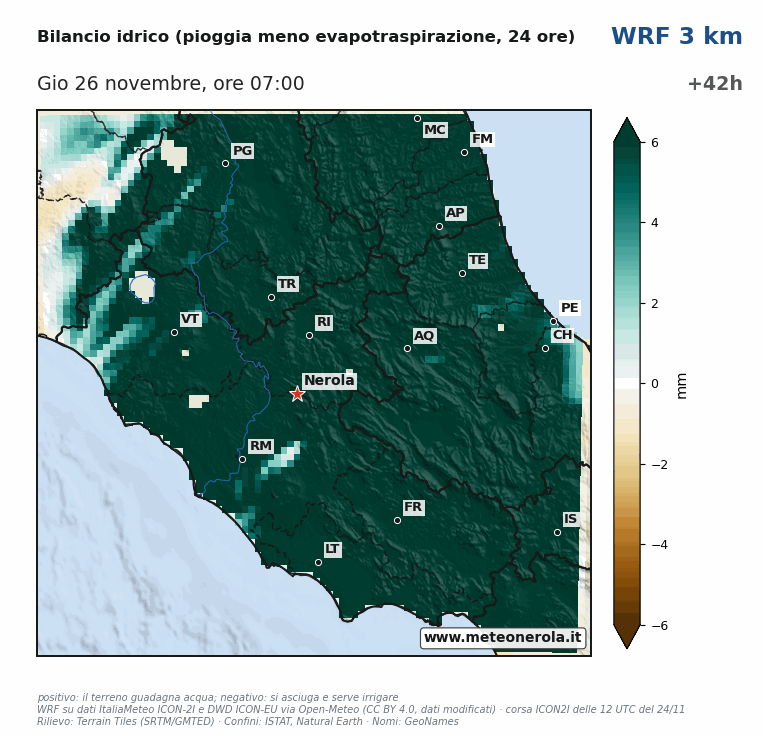 Bilancio idrico (pioggia meno evapotraspirazione, 24 ore)
WRF 3 km
Gio 26 novembre, ore 07:00
+42h
MC
FM
PG
AP
TE
TR
PE
VT
RI
AQ
CH
Nerola
RM
FR
IS
LT
www.meteonerola.it
6
4
2
0
−2
−4
−6
mm
positivo: il terreno guadagna acqua; negativo: si asciuga e serve irrigare
WRF su dati ItaliaMeteo ICON-2I e DWD ICON-EU via Open-Meteo (CC BY 4.0, dati modificati) · corsa ICON2I delle 12 UTC del 24/11
Rilievo: Terrain Tiles (SRTM/GMTED) · Confini: ISTAT, Natural Earth · Nomi: GeoNames